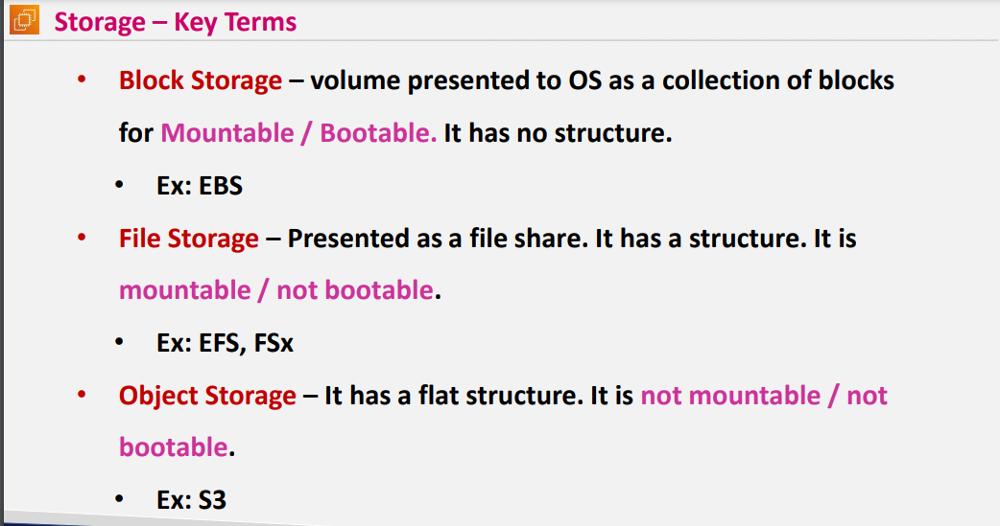 Storage – Key Terms
• Block Storage – volume presented to OS as a collection of blocks
for Mountable / Bootable. It has no structure.
• Ex: EBS
• File Storage – Presented as a file share. It has a structure. It is
mountable / not bootable.
• Ex: EFS, FSx
• Object Storage – It has a flat structure. It is not mountable / not
bootable.
• Ex: S3